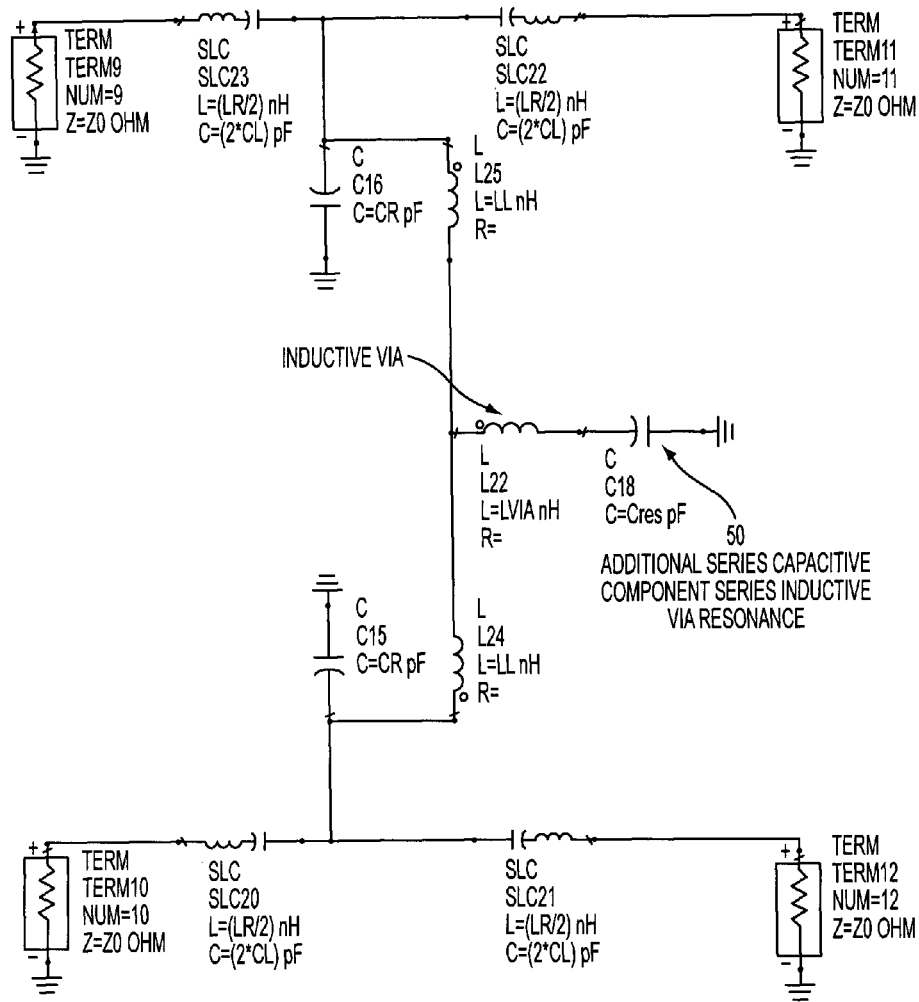 +
TERM
TERM9
NUM=9
Z=Z0 OHM
-
SLC
SLC23
L=(LR/2) nH
C=(2*CL) pF
SLC
SLC22
L=(LR/2) nH
C=(2*CL) pF
+
TERM
TERM11
NUM=11
Z=Z0 OHM
-
C
C16
C=CR pF
L
L25
L=LL nH
R=
INDUCTIVE VIA
L
L22
L=LVIA nH
R=
C
C18
C=Cres pF
50
ADDITIONAL SERIES CAPACITIVE
COMPONENT SERIES INDUCTIVE
VIA RESONANCE
C
C15
C=CR pF
L
L24
L=LL nH
R=
+
TERM
TERM10
NUM=10
Z=Z0 OHM
-
SLC
SLC20
L=(LR/2) nH
C=(2*CL) pF
SLC
SLC21
L=(LR/2) nH
C=(2*CL) pF
+
TERM
TERM12
NUM=12
Z=Z0 OHM
-